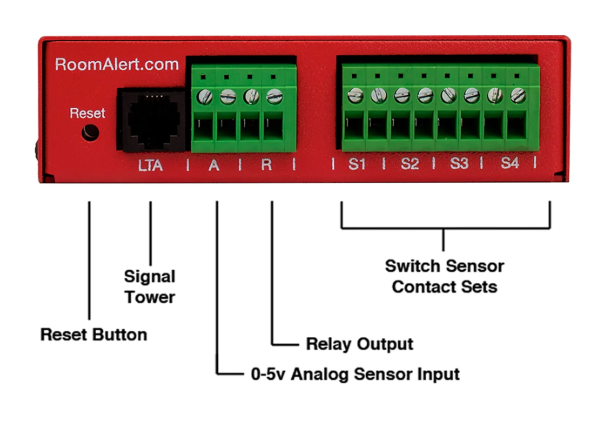 RoomAlert.com
Reset
LTA | A | R | | S1 | S2 | S3 | S4 |
Signal
Tower
Switch Sensor
Contact Sets
Reset Button
Relay Output
0-5v Analog Sensor Input